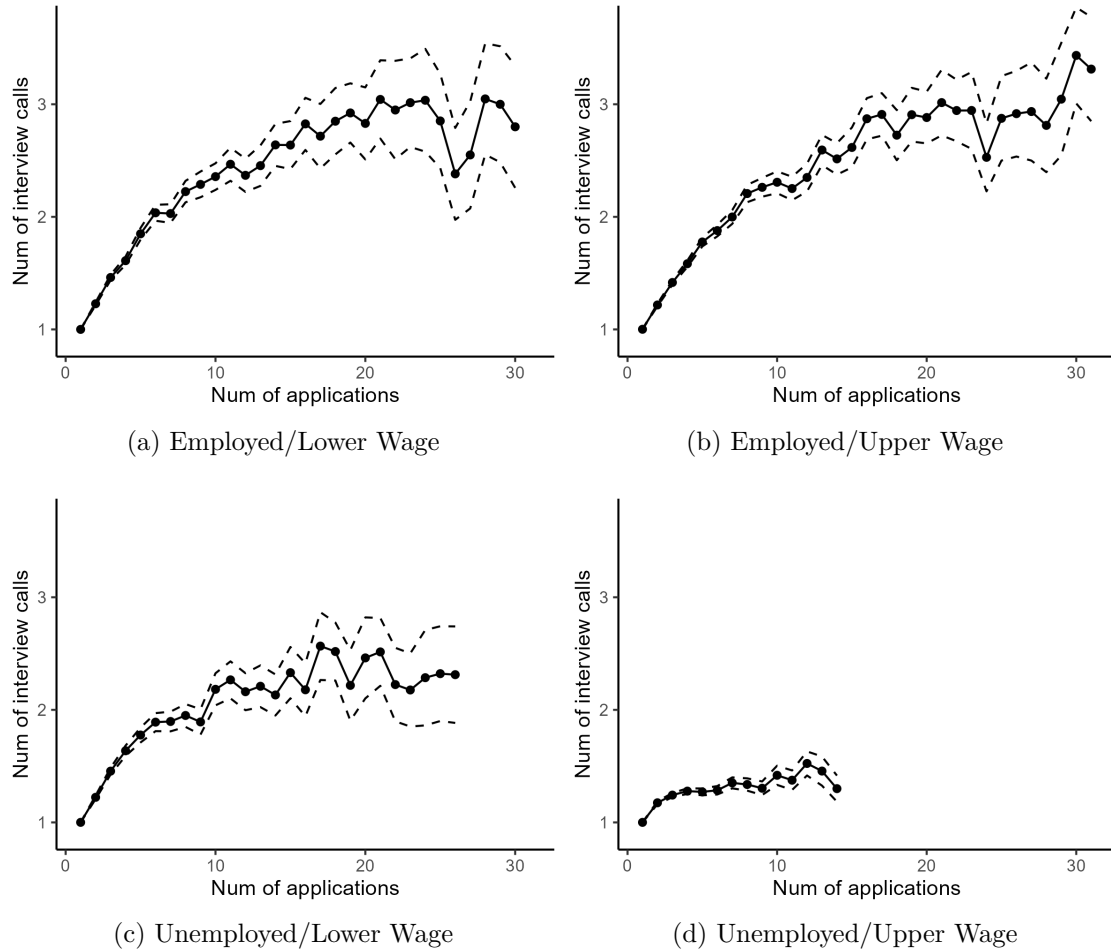 3
2
1
Num of interview calls
0
10
20
30
Num of applications
(a) Employed/Lower Wage
3
2
1
Num of interview calls
0
10
20
30
Num of applications
(b) Employed/Upper Wage
3
2
1
Num of interview calls
0
10
20
30
Num of applications
(c) Unemployed/Lower Wage
3
2
1
Num of interview calls
0
10
20
30
Num of applications
(d) Unemployed/Upper Wage